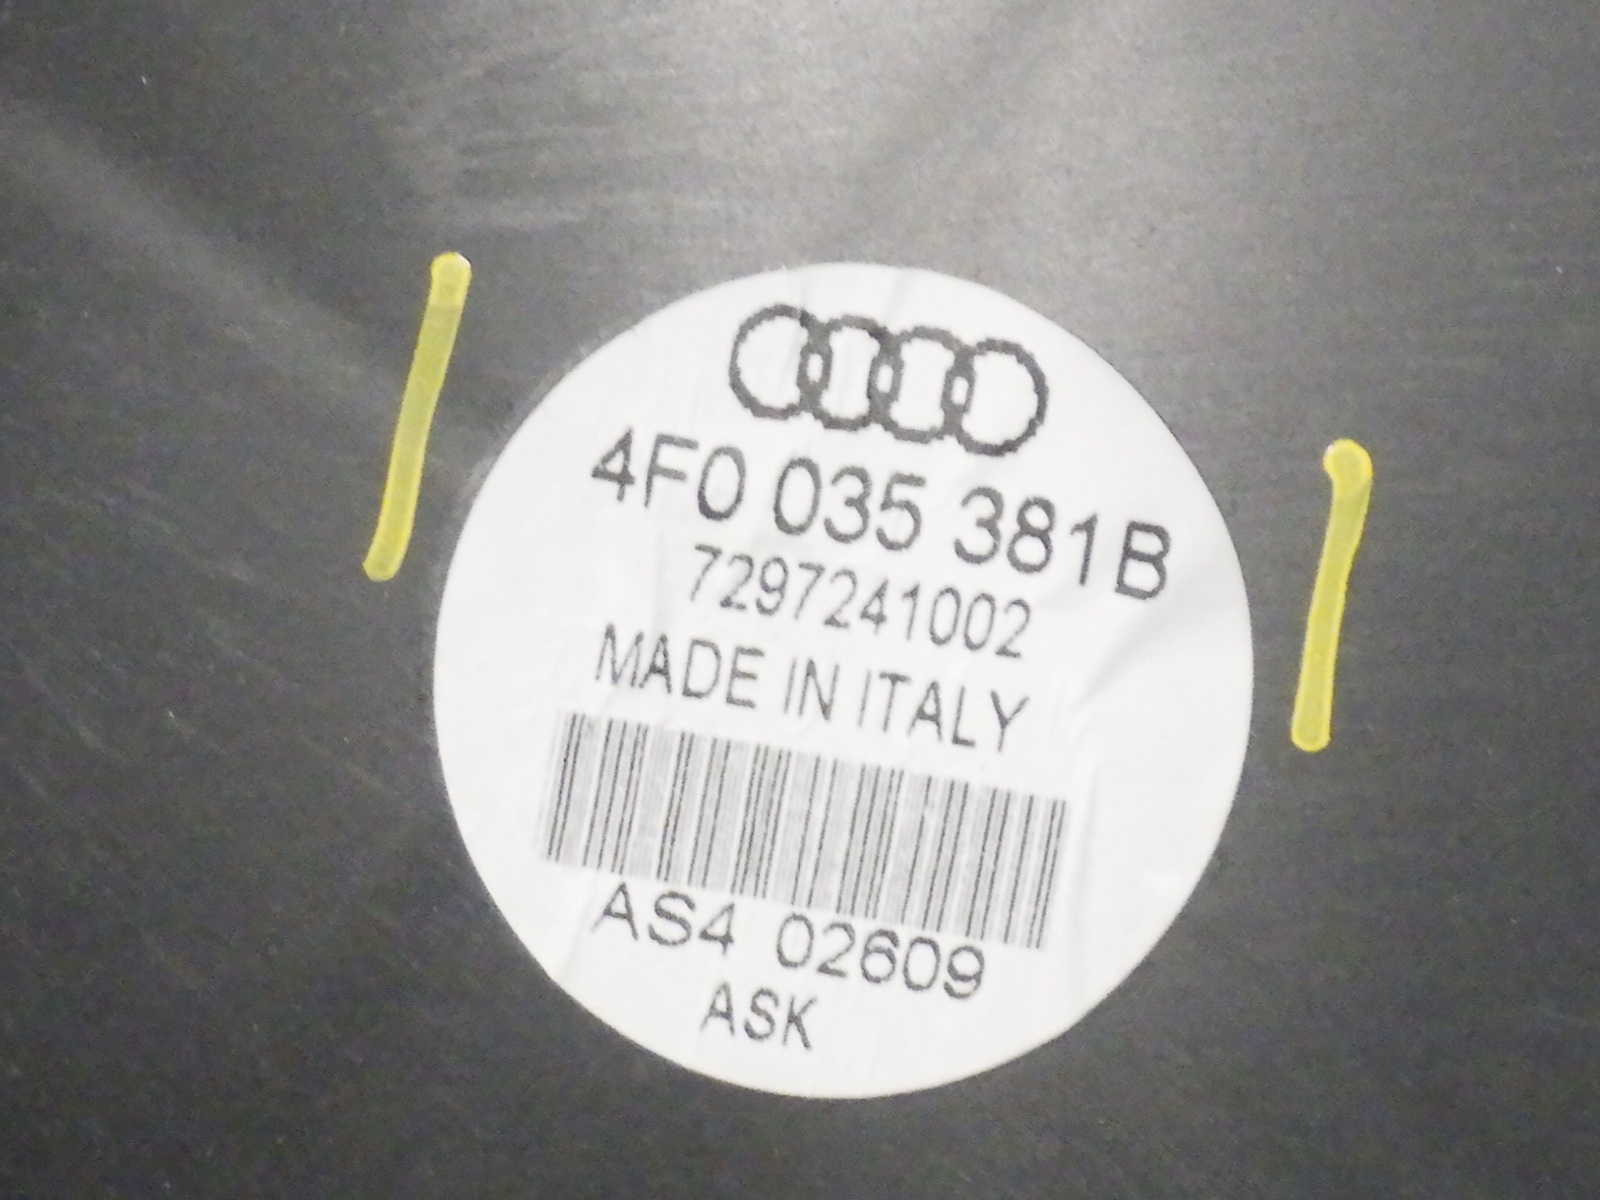 4F0 035 381B
7297241002
MADE IN ITALY
AS4 02609
ASK